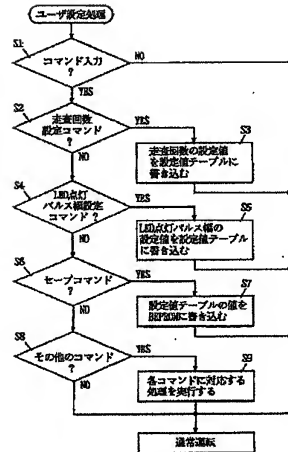 ユーザ設定処理
S1
コマンド入力
?
NO
YES
S2
走査回数
設定コマンド
?
YES
NO
S3
走査回数の設定値
を設定値テーブルに
書き込む
S4
LED点灯
パルス幅設定
コマンド?
YES
NO
S5
LED点灯パルス幅の
設定値を設定値テーブル
に書き込む
S6
セーブコマンド
?
YES
NO
S7
設定値テーブルの値を
EEPROMに書き込む
S8
その他のコマンド
?
YES
NO
S9
各コマンドに対応する
処理を実行する
通常運転